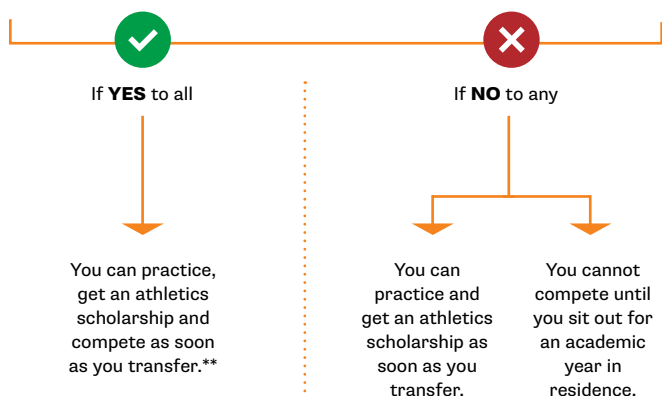 If YES to all
If NO to any
You can practice,
get an athletics
scholarship and
compete as soon
as you transfer.**
You can
practice and
get an athletics
scholarship as
soon as you
transfer.
You cannot
compete until
you sit out for
an academic
year in
residence.